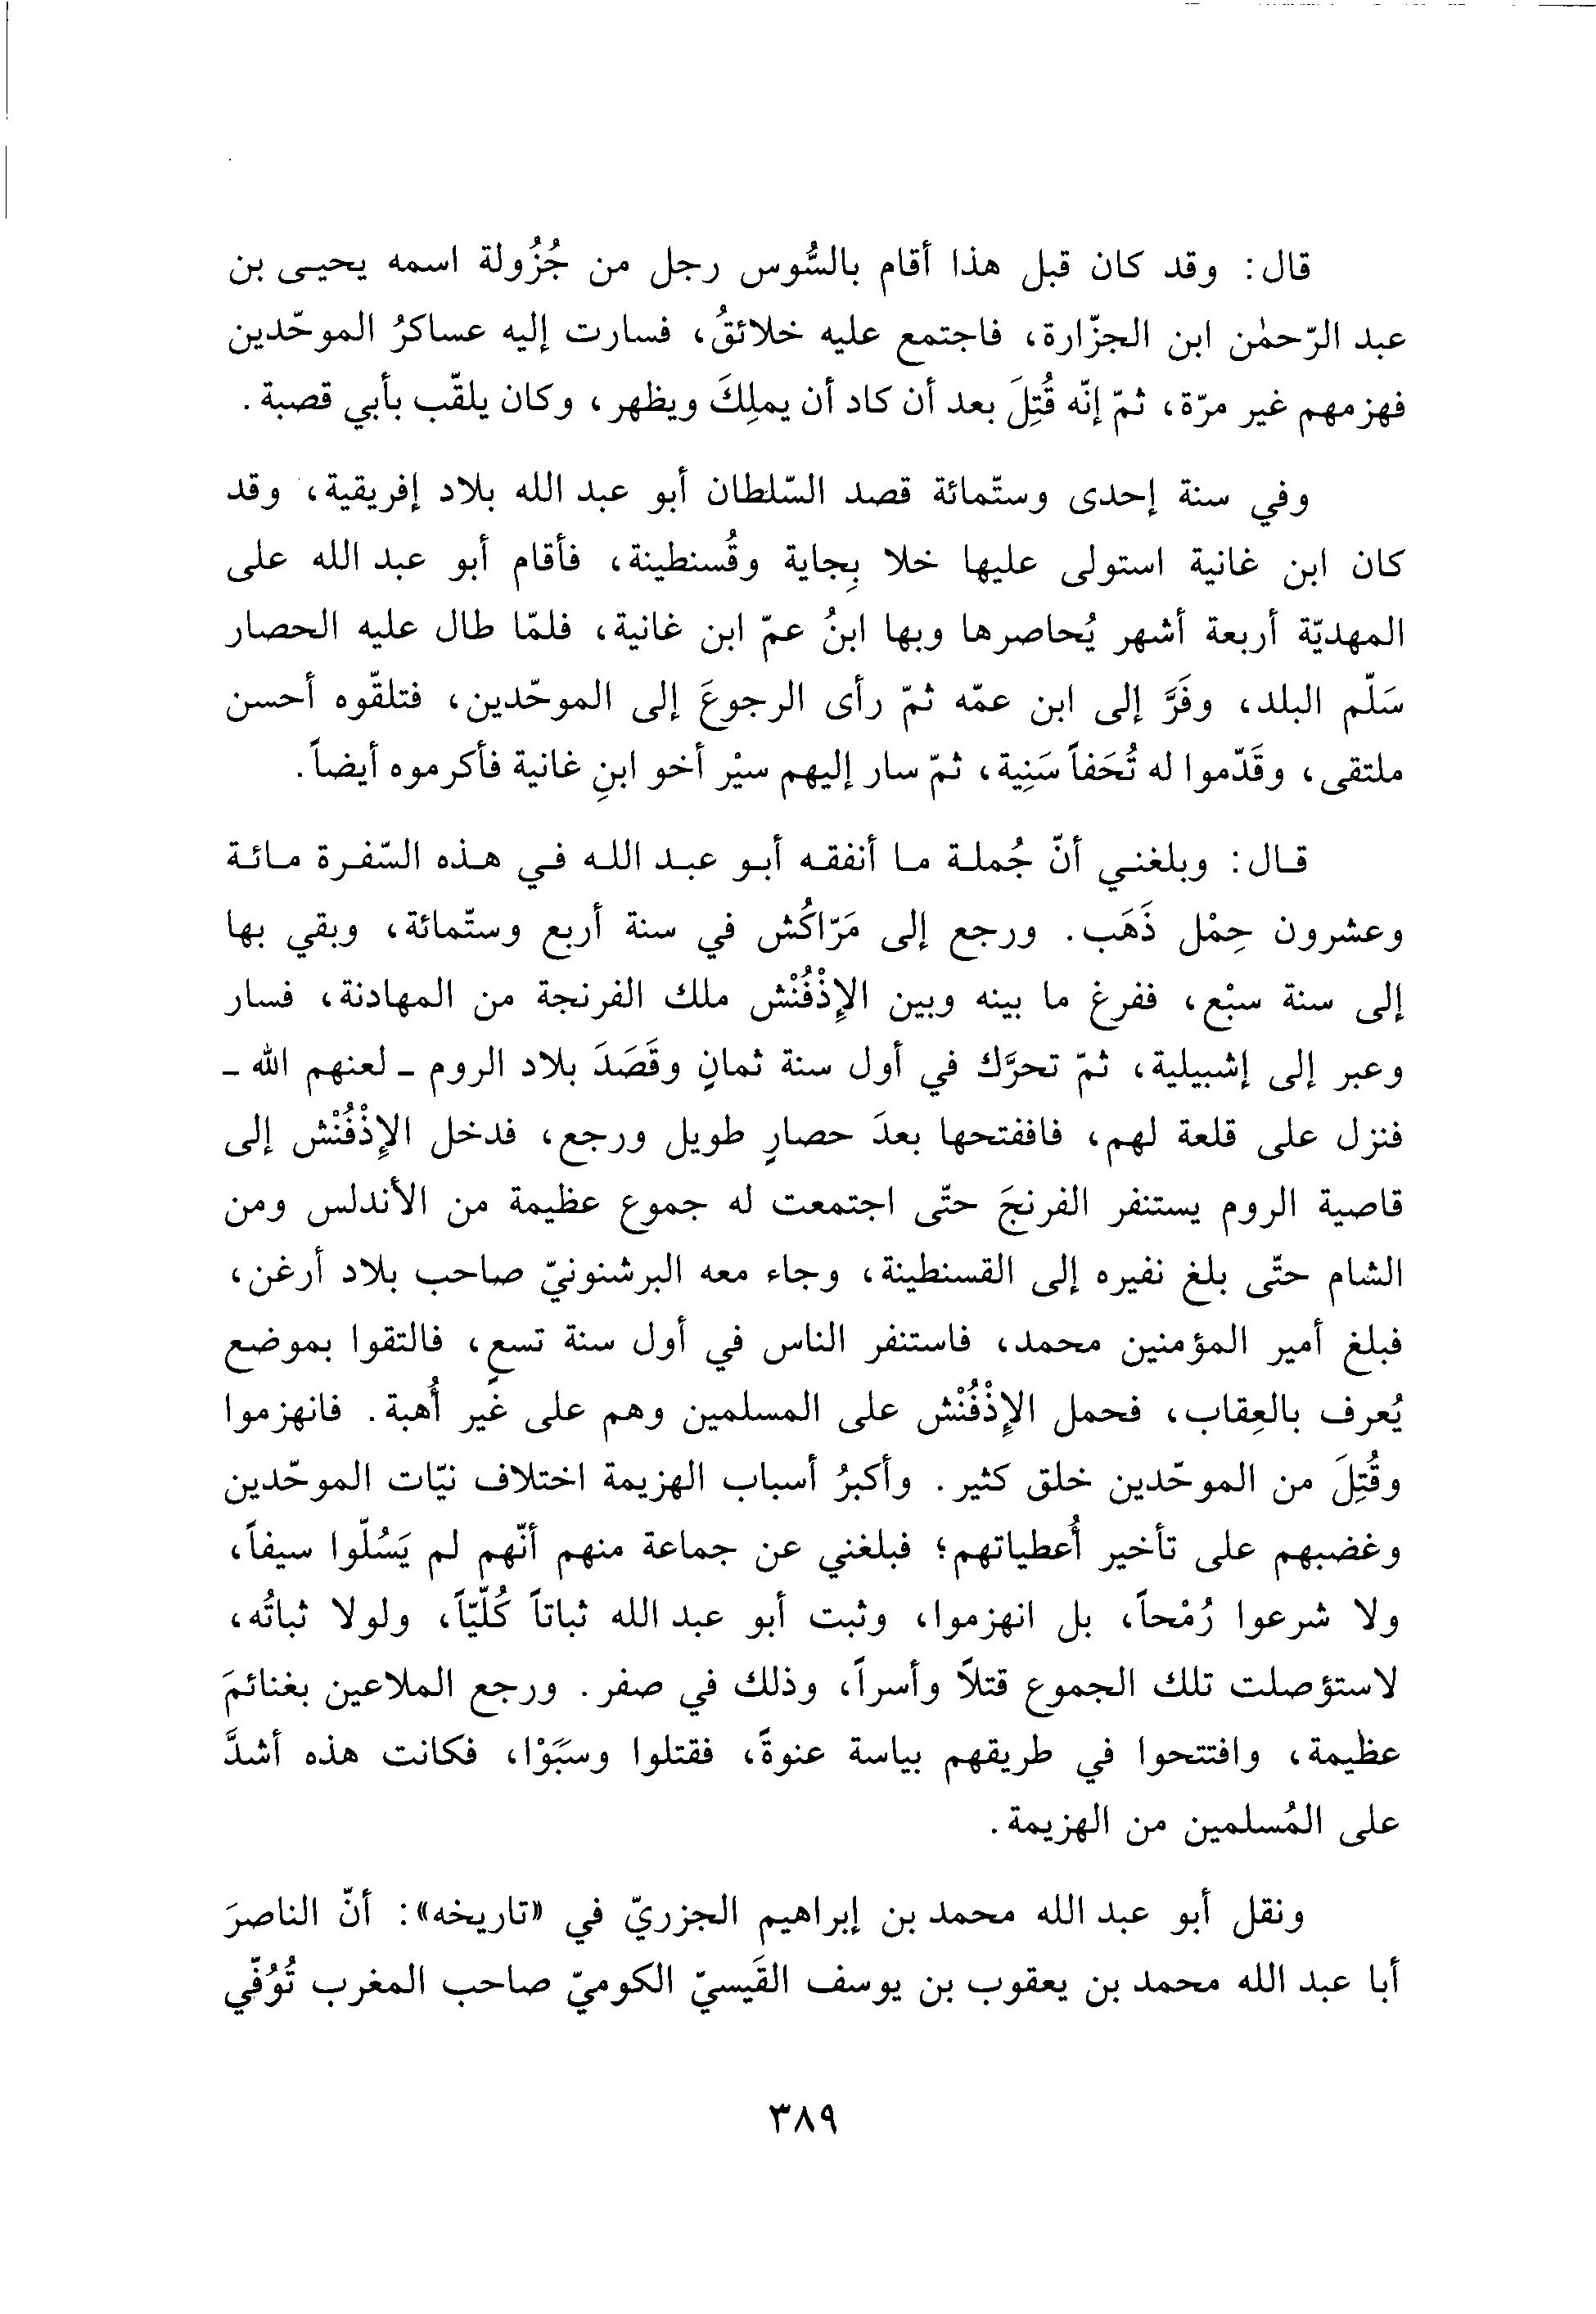 قال: وقد كان قبل هذا أقام بالسُّوس رجل من جُزُولة اسمه يحيى بن
عبد الرّحمٰن ابن الجزّارة، فاجتمع عليه خلائقُ، فسارت إليه عساكرُ الموحّدين
فهزمهم غير مرّة، ثمّ إنّه قُتِلَ بعد أن كاد أن يملِكَ ويظهر، وكان يلقّب بأبي قصبة.
وفي سنة إحدى وستّمائة قصد السّلطان أبو عبد الله بلاد إفريقية، وقد
كان ابن غانية استولى عليها خلا بِجاية وقُسنطينة، فأقام أبو عبد الله على
المهديّة أربعة أشهر يُحاصرها وبها ابنُ عمّ ابن غانية، فلمّا طال عليه الحصار
سَلّم البلد، وفَرَّ إلى ابن عمّه ثمّ رأى الرجوعَ إلى الموحّدين، فتلقّوه أحسن
ملتقى، وقَدّموا له تُحَفاً سَنِية، ثمّ سار إليهم سيْر أخو ابنِ غانية فأكرموه أيضاً.
قال: وبلغني أنّ جُملة ما أنفقه أبو عبد الله في هذه السّفرة مائة
وعشرون حِمْل ذَهَب. ورجع إلى مَرّاكُش في سنة أربع وستّمائة، وبقي بها
إلى سنة سبْع، ففرغ ما بينه وبين الإِذْفُنْش ملك الفرنجة من المهادنة، فسار
وعبر إلى إشبيلية، ثمّ تحرَّك في أول سنة ثمانٍ وقَصَدَ بلاد الروم - لعنهم الله -
فنزل على قلعة لهم، فاففتحها بعدَ حصارٍ طويل ورجع، فدخل الإِذْفُنْش إلى
قاصية الروم يستنفر الفرنجَ حتّى اجتمعت له جموع عظيمة من الأندلس ومن
الشام حتّى بلغ نفيره إلى القسنطينة، وجاء معه البرشنونيّ صاحب بلاد أرغن،
فبلغ أمير المؤمنين محمد، فاستنفر الناس في أول سنة تسعٍ، فالتقوا بموضع
يُعرف بالعِقاب، فحمل الإِذْفُنْش على المسلمين وهم على غير أُهبة. فانهزموا
وقُتِلَ من الموحّدين خلق كثير. وأكبرُ أسباب الهزيمة اختلاف نيّات الموحّدين
وغضبهم على تأخير أُعطياتهم؛ فبلغني عن جماعة منهم أنّهم لم يَسُلّوا سيفاً،
ولا شرعوا رُمْحاً، بل انهزموا، وثبت أبو عبد الله ثباتاً كُلّيّاً، ولولا ثباتُه،
لاستؤصلت تلك الجموع قتلاً وأسراً، وذلك في صفر. ورجع الملاعين بغنائمَ
عظيمة، وافتتحوا في طريقهم بياسة عنوةً، فقتلوا وسبَوْا، فكانت هذه أشدَّ
على المُسلمين من الهزيمة.
ونقل أبو عبد الله محمد بن إبراهيم الجزريّ في «تاريخه»: أنّ الناصرَ
أبا عبد الله محمد بن يعقوب بن يوسف القَيسيّ الكوميّ صاحب المغرب تُوُفّي
٣٨٩